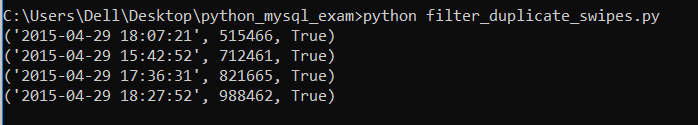 C:\Users\Dell\Desktop\python_mysql_exam>python filter_duplicate_swipes.py
('2015-04-29 18:07:21', 515466, True)
('2015-04-29 15:42:52', 712461, True)
('2015-04-29 17:36:31', 821665, True)
('2015-04-29 18:27:52', 988462, True)